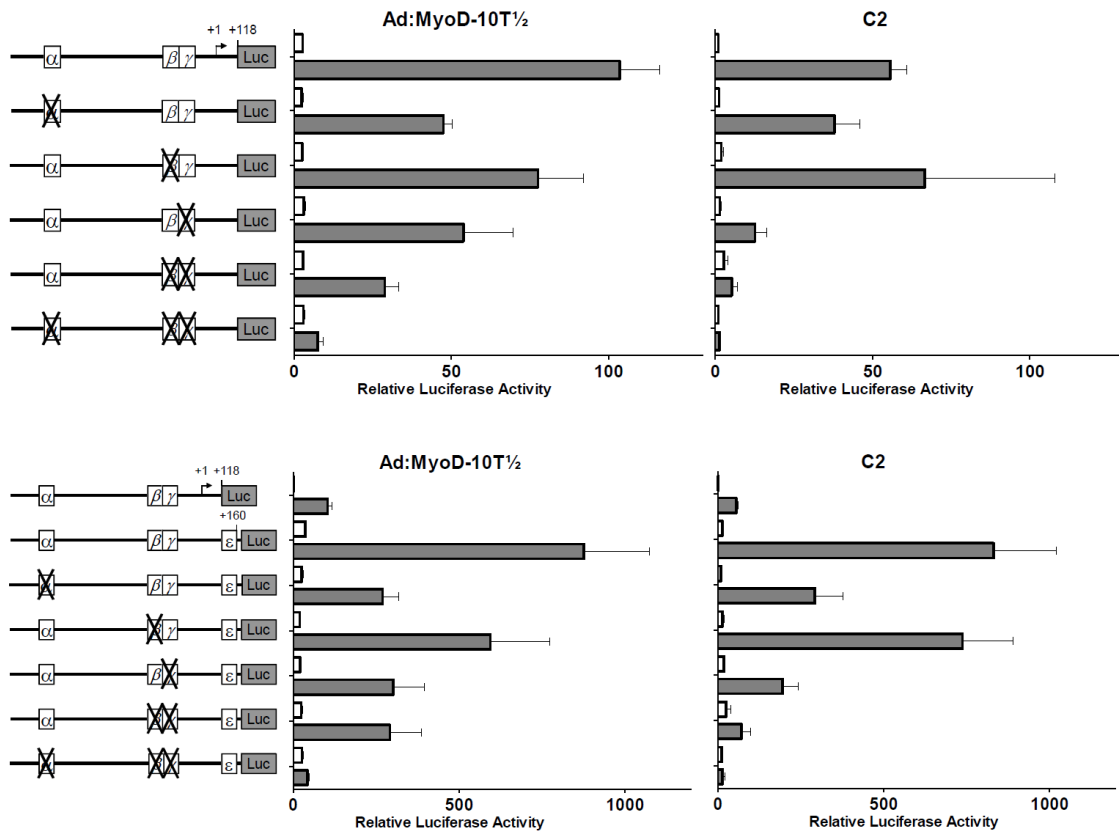 Ad:MyoD-10T½
C2
+1 +118
α β γ Luc
α β γ Luc
α β γ Luc
α β γ Luc
α β γ Luc
α β γ Luc
0 50 100
Relative Luciferase Activity
0 50 100
Relative Luciferase Activity
Ad:MyoD-10T½
C2
+1 +118
α β γ Luc
+160
α β γ ε Luc
α β γ ε Luc
α β γ ε Luc
α β γ ε Luc
α β γ ε Luc
α β γ ε Luc
0 500 1000
Relative Luciferase Activity
0 500 1000
Relative Luciferase Activity